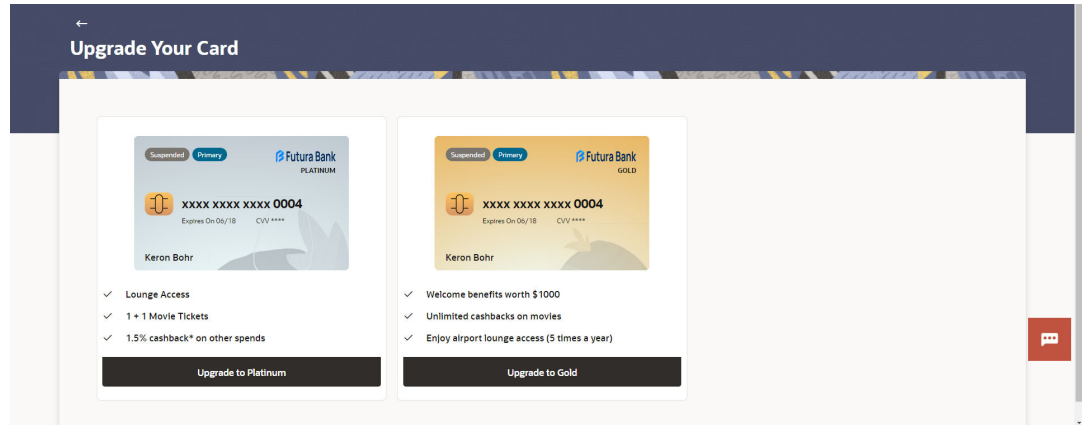 Upgrade Your Card
Suspended Primary Futura Bank
PLATINUM
xxxx xxxx xxxx 0004
Expires On 06/18 CVV ****
Keron Bohr
Lounge Access
1 + 1 Movie Tickets
1.5% cashback* on other spends
Upgrade to Platinum
Suspended Primary Futura Bank
GOLD
xxxx xxxx xxxx 0004
Expires On 06/18 CVV ****
Keron Bohr
Welcome benefits worth $1000
Unlimited cashbacks on movies
Enjoy airport lounge access (5 times a year)
Upgrade to Gold